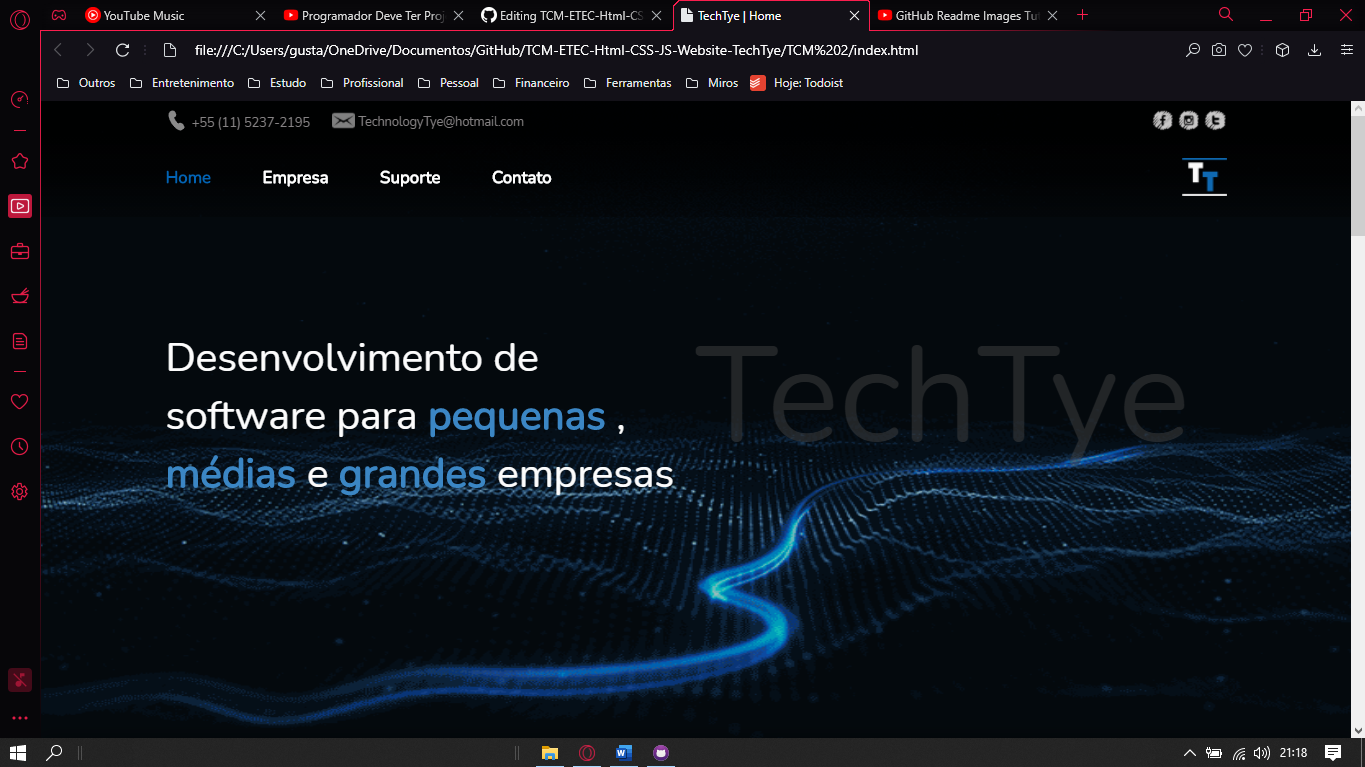 YouTube Music
Programador Deve Ter Proj
Editing TCM-ETEC-Html-CS
TechTye | Home
GitHub Readme Images Tut
file:///C:/Users/gusta/OneDrive/Documentos/GitHub/TCM-ETEC-Html-CSS-JS-Website-TechTye/TCM%202/index.html
Outros Entretenimento Estudo Profissional Pessoal Financeiro Ferramentas Miros Hoje: Todoist
+55 (11) 5237-2195 TechnologyTye@hotmail.com
Home Empresa Suporte Contato
TT
Desenvolvimento de
software para pequenas ,
médias e grandes empresas
TechTye
21:18